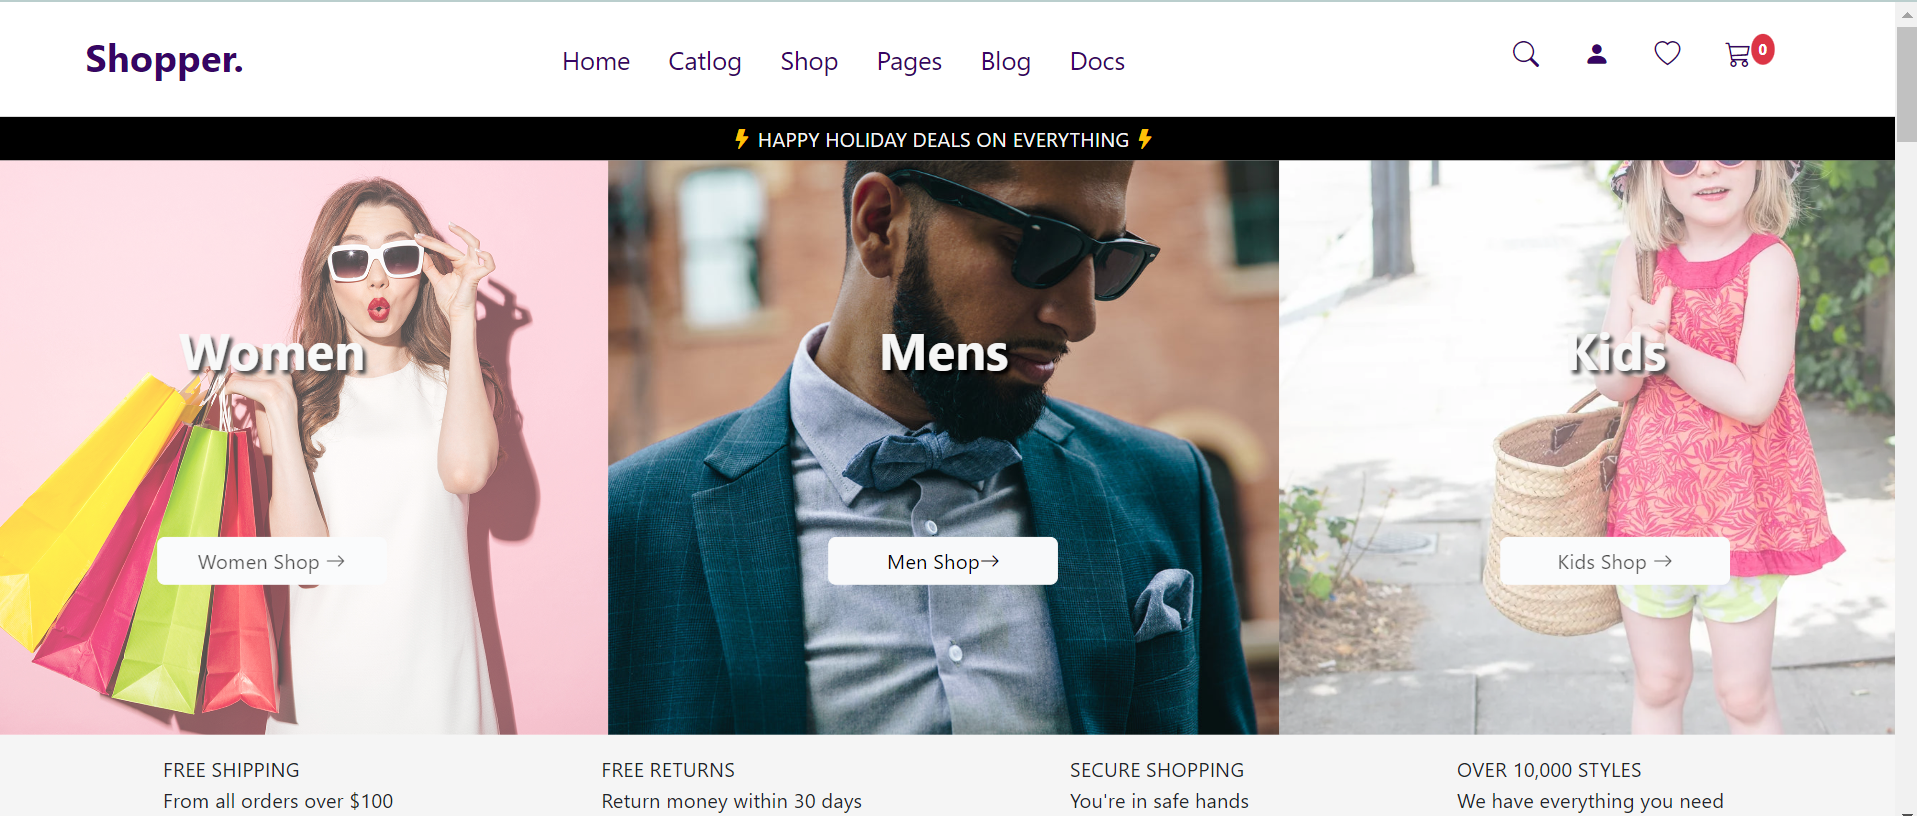 Shopper.
Home Catlog Shop Pages Blog Docs
0
⚡ HAPPY HOLIDAY DEALS ON EVERYTHING ⚡
Women
Mens
Kids
Women Shop →
Men Shop→
Kids Shop →
FREE SHIPPING
From all orders over $100
FREE RETURNS
Return money within 30 days
SECURE SHOPPING
You're in safe hands
OVER 10,000 STYLES
We have everything you need